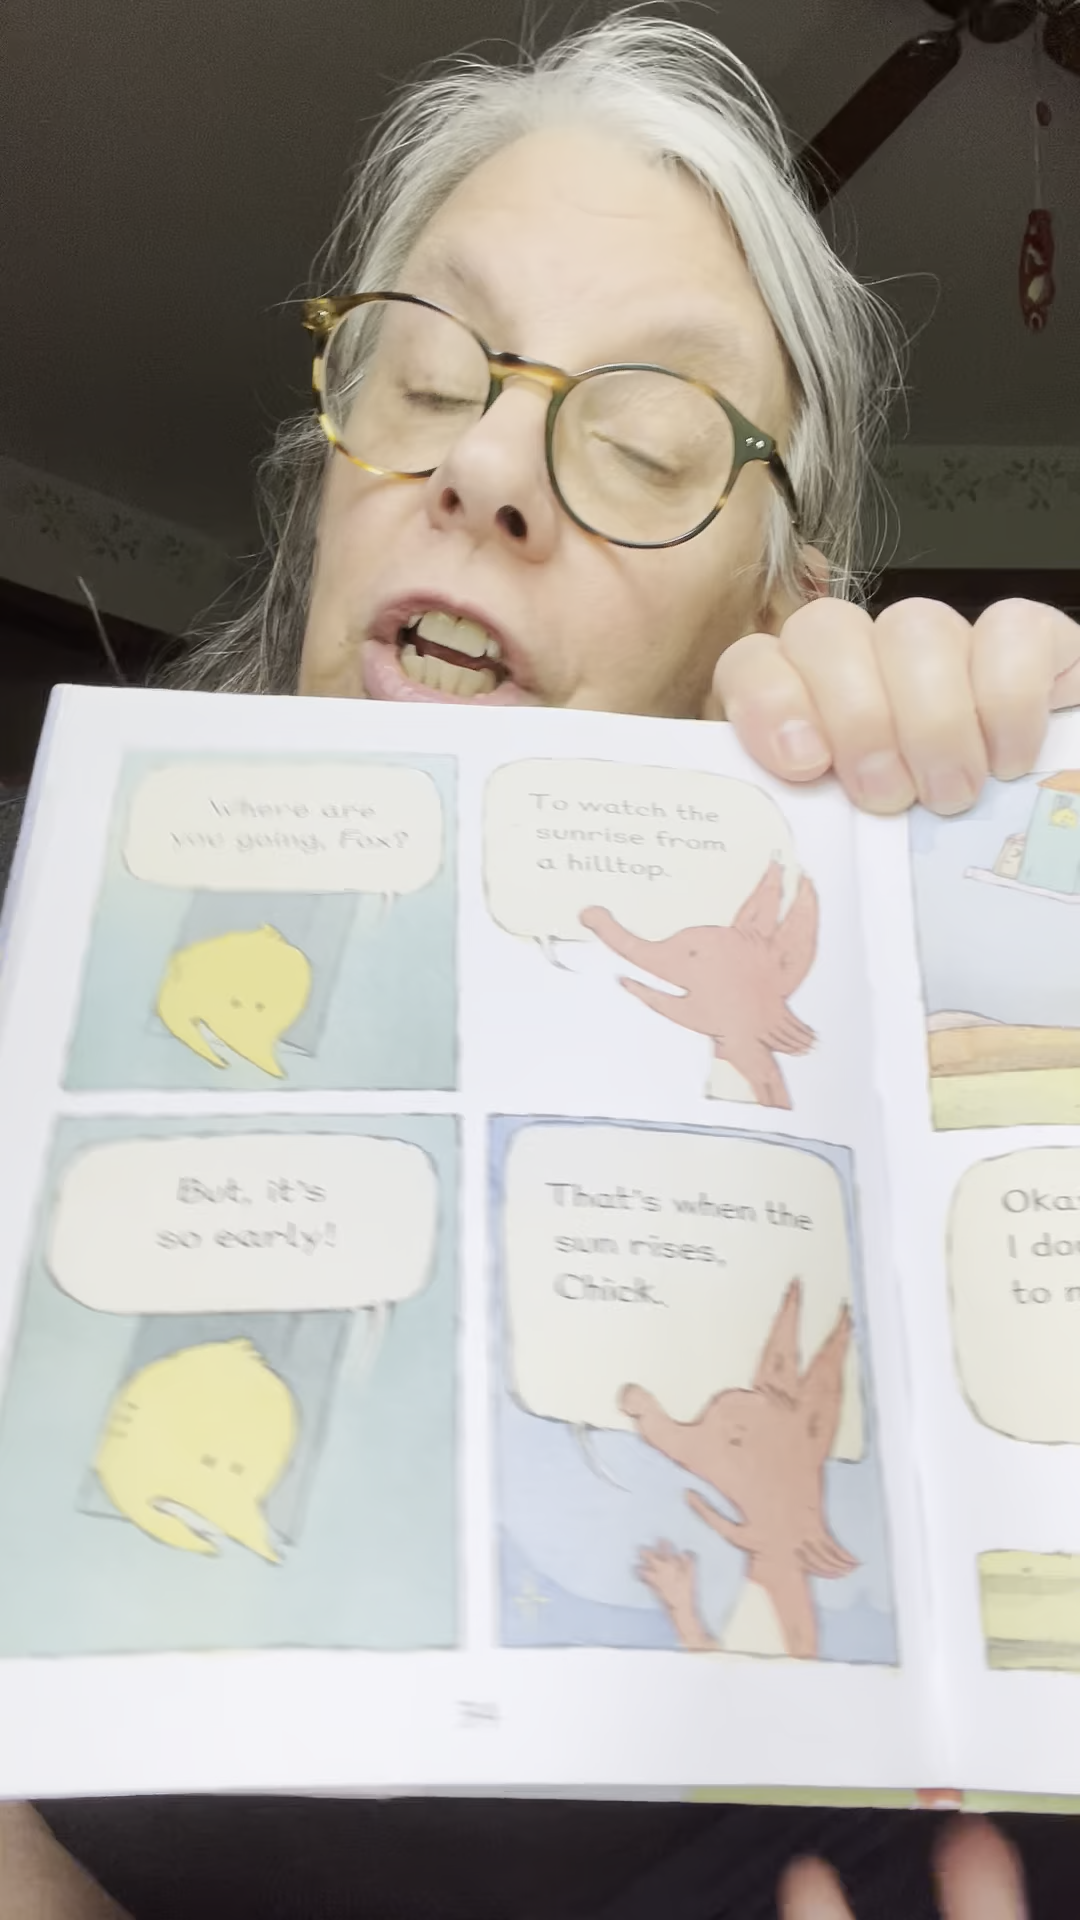 Where are
you going, Fox?
To watch the
sunrise from
a hilltop.
But, it's
so early!
That's when the
sun rises,
Chick.
Oka
I do
to